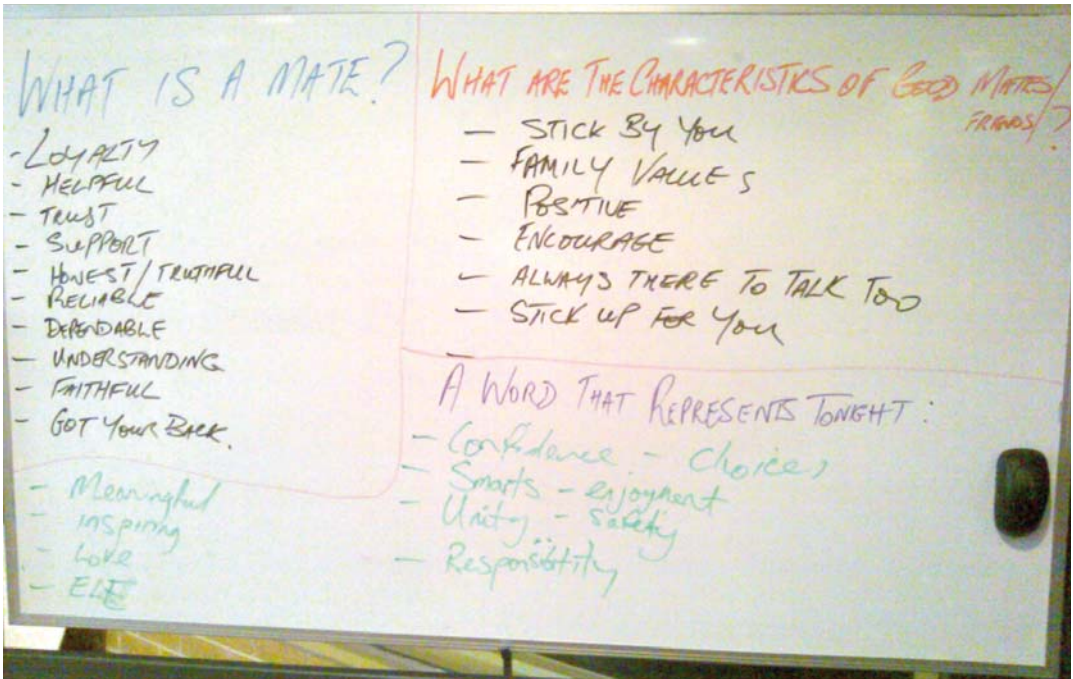 WHAT IS A MATE?
- LOYALTY
- HELPFUL
- TRUST
- SUPPORT
- HONEST/TRUTHFUL
- RELIABLE
- DEPENDABLE
- UNDERSTANDING
- FAITHFUL
- GOT YOUR BACK.
WHAT ARE THE CHARACTERISTICS OF GOOD MATES/
FRIENDS/?
- STICK BY YOU
- FAMILY VALUES
- POSITIVE
- ENCOURAGE
- ALWAYS THERE TO TALK TOO
- STICK UP FOR YOU
-
A WORD THAT REPRESENTS TONIGHT:
- Confidence - Choices
- Smarts - enjoyment
- Unity - Safety
- Responsibility
- Meaningful
- inspiring
- Love
- ELE